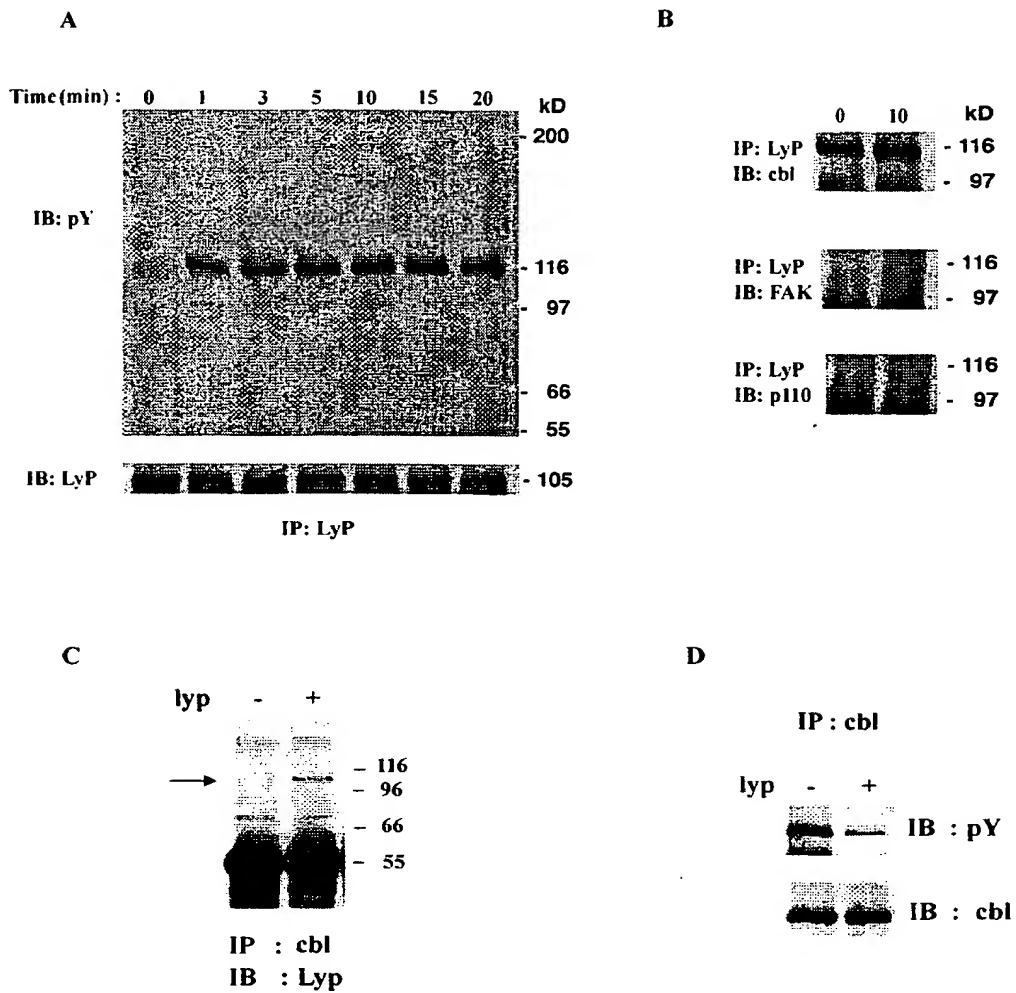 A
Time(min) : 0 1 3 5 10 15 20 kD
- 200
IB: pY
- 116
- 97
- 66
- 55
IB: LyP - 105
IP: LyP
B
0 10 kD
IP: LyP - 116
IB: cbl - 97
IP: LyP - 116
IB: FAK - 97
IP: LyP - 116
IB: p110 - 97
C
lyp - +
- 116
- 96
- 66
- 55
IP : cbl
IB : Lyp
D
IP : cbl
lyp - +
IB : pY
IB : cbl